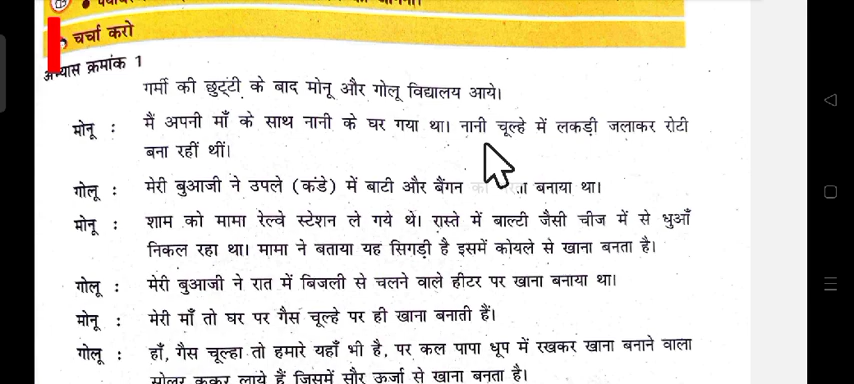 चर्चा करो
अभ्यास क्रमांक 1
गर्मी की छुट्टी के बाद मोनू और गोलू विद्यालय आये।
मोनू : मैं अपनी माँ के साथ नानी के घर गया था। नानी चूल्हे में लकड़ी जलाकर रोटी
बना रहीं थीं।
गोलू : मेरी बुआजी ने उपले (कंडे) में बाटी और बैंगन बनाया था।
मोनू : शाम को मामा रेल्वे स्टेशन ले गये थे। रास्ते में बाल्टी जैसी चीज में से धुआँ
निकल रहा था। मामा ने बताया यह सिगड़ी है इसमें कोयले से खाना बनता है।
गोलू : मेरी बुआजी ने रात में बिजली से चलने वाले हीटर पर खाना बनाया था।
मोनू : मेरी माँ तो घर पर गैस चूल्हे पर ही खाना बनाती हैं।
गोलू : हाँ, गैस चूल्हा तो हमारे यहाँ भी है, पर कल पापा धूप में रखकर खाना बनाने वाला
सोलर कुकर लाये हैं जिसमें सौर ऊर्जा से खाना बनता है।